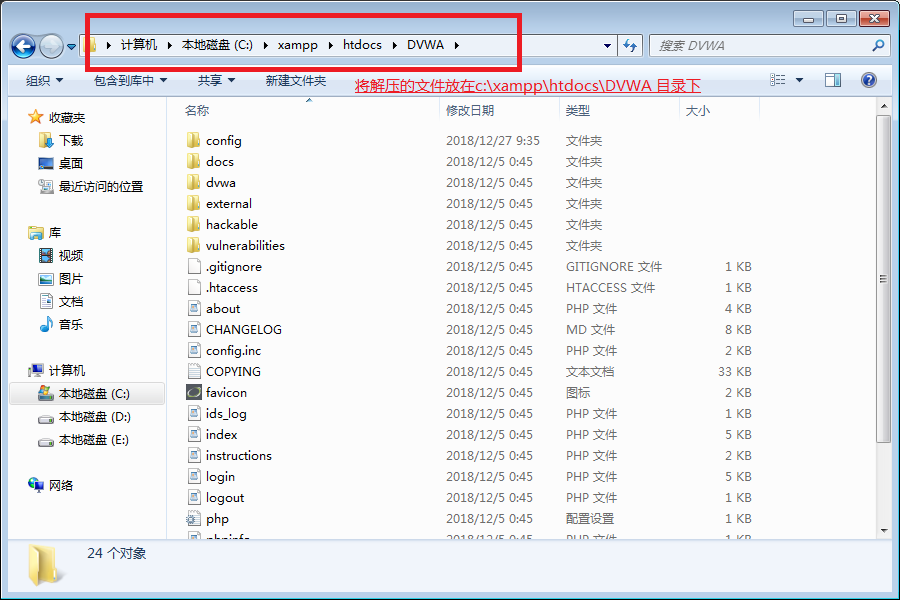 计算机 ▸ 本地磁盘 (C:) ▸ xampp ▸ htdocs ▸ DVWA ▸
搜索 DVWA
组织 包含到库中 共享 新建文件夹
将解压的文件放在c:\xampp\htdocs\DVWA 目录下
名称 修改日期 类型 大小
收藏夹
下载
桌面
最近访问的位置
库
视频
图片
文档
音乐
计算机
本地磁盘 (C:)
本地磁盘 (D:)
本地磁盘 (E:)
网络
config 2018/12/27 9:35 文件夹
docs 2018/12/5 0:45 文件夹
dvwa 2018/12/5 0:45 文件夹
external 2018/12/5 0:45 文件夹
hackable 2018/12/5 0:45 文件夹
vulnerabilities 2018/12/5 0:45 文件夹
.gitignore 2018/12/5 0:45 GITIGNORE 文件 1 KB
.htaccess 2018/12/5 0:45 HTACCESS 文件 1 KB
about 2018/12/5 0:45 PHP 文件 4 KB
CHANGELOG 2018/12/5 0:45 MD 文件 8 KB
config.inc 2018/12/5 0:45 PHP 文件 2 KB
COPYING 2018/12/5 0:45 文本文档 33 KB
favicon 2018/12/5 0:45 图标 2 KB
ids_log 2018/12/5 0:45 PHP 文件 1 KB
index 2018/12/5 0:45 PHP 文件 5 KB
instructions 2018/12/5 0:45 PHP 文件 2 KB
login 2018/12/5 0:45 PHP 文件 5 KB
logout 2018/12/5 0:45 PHP 文件 1 KB
php 2018/12/5 0:45 配置设置 1 KB
phpinfo 2018/12/5 0:45 PHP 文件 1 KB
24 个对象